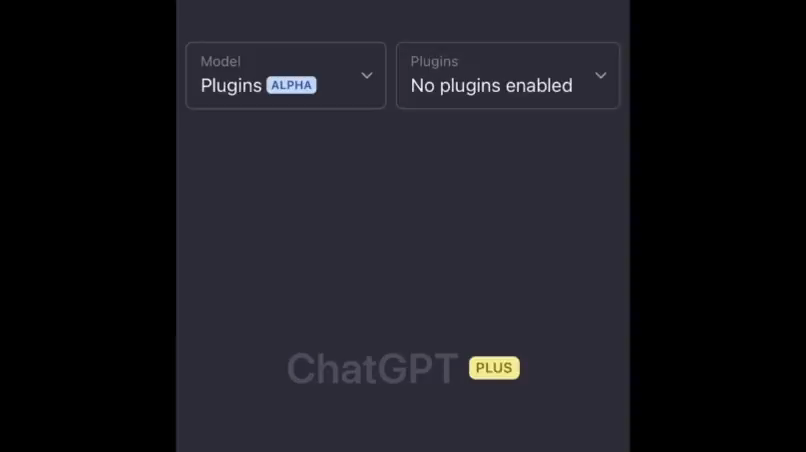 Model
Plugins ALPHA
Plugins
No plugins enabled
ChatGPT PLUS